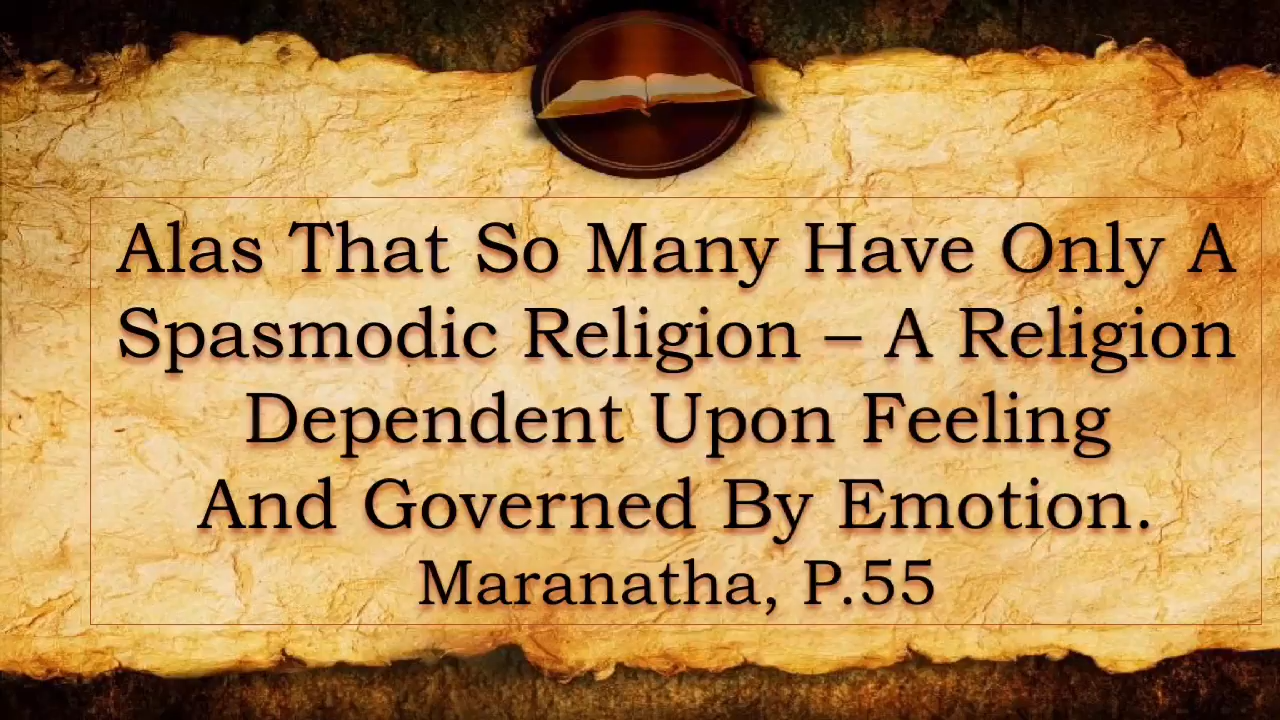 Alas That So Many Have Only A
Spasmodic Religion – A Religion
Dependent Upon Feeling
And Governed By Emotion.
Maranatha, P.55